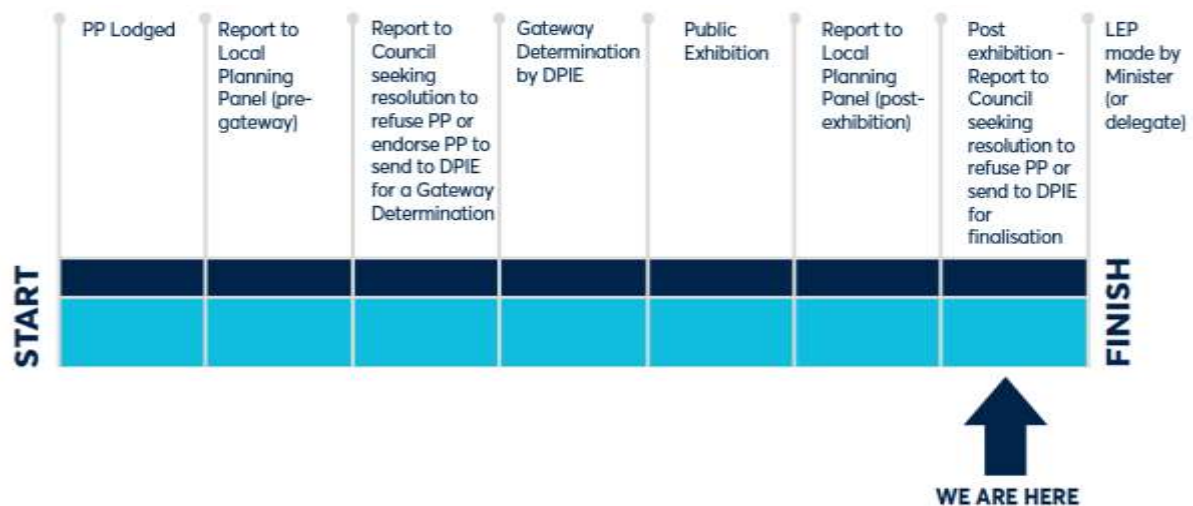 PP Lodged
Report to
Local
Planning
Panel (pre-
gateway)
Report to
Council
seeking
resolution to
refuse PP or
endorse PP to
send to DPIE
for a Gateway
Determination
Gateway
Determination
by DPIE
Public
Exhibition
Report to
Local
Planning
Panel (post-
exhibition)
Post
exhibition -
Report to
Council
seeking
resolution to
refuse PP or
send to DPIE
for
finalisation
LEP
made by
Minister
(or
delegate)
START
FINISH
WE ARE HERE